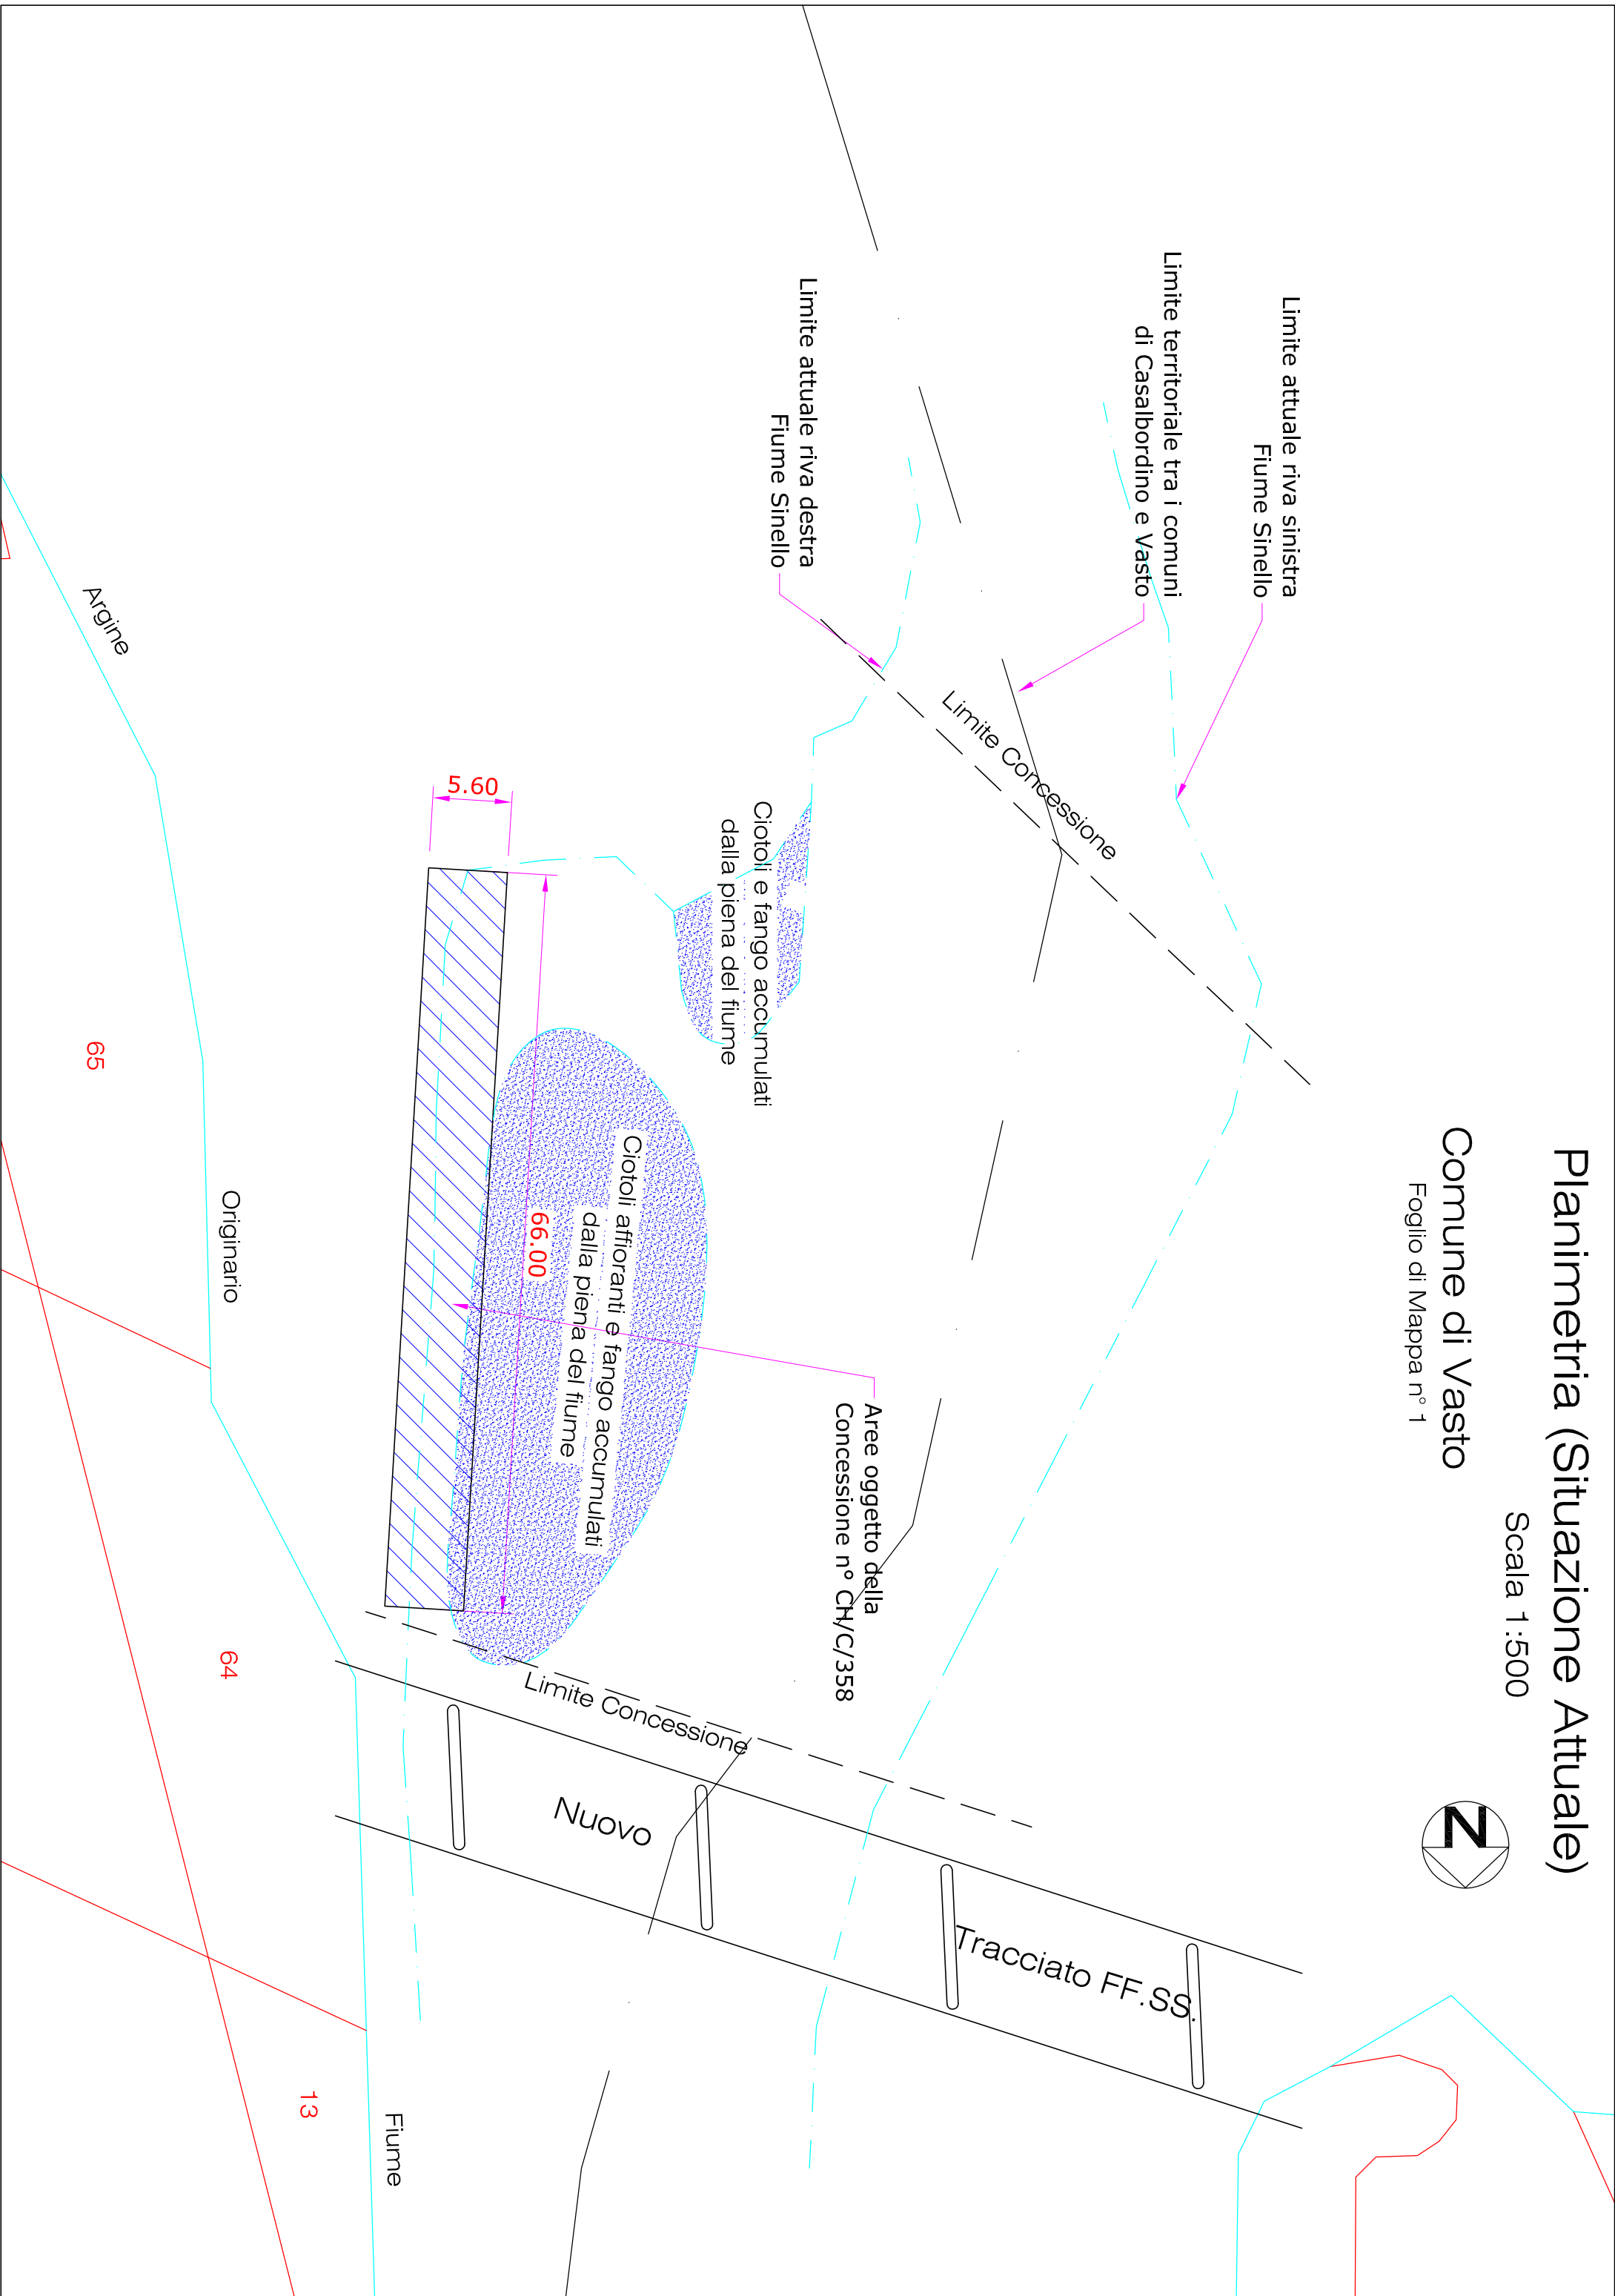 Planimetria (Situazione Attuale)
Scala 1:500
Comune di Vasto
Foglio di Mappa n° 1
N
Limite attuale riva sinistra
Fiume Sinello
Limite territoriale tra i comuni
di Casalbordino e Vasto
Limite attuale riva destra
Fiume Sinello
Limite Concessione
Ciotoli e fango accumulati
dalla piena del fiume
Aree oggetto della
Concessione n° CH/C/358
Ciotoli affioranti e fango accumulati
dalla piena del fiume
66.00
5.60
Limite Concessione
Nuovo
Tracciato FF.SS.
Argine
Originario
Fiume
65
64
13